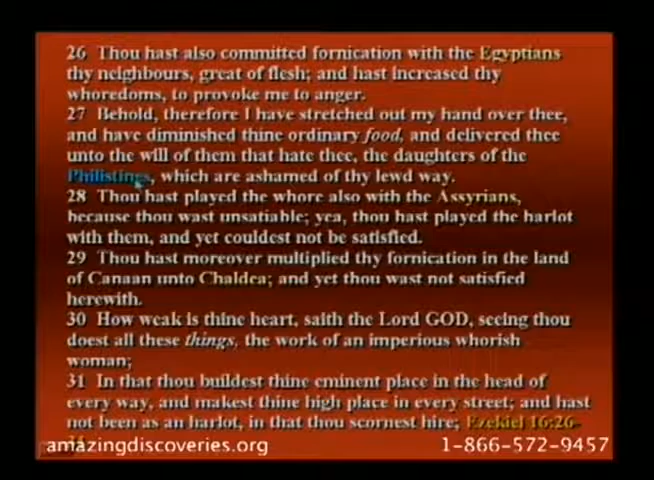 26 Thou hast also committed fornication with the Egyptians
thy neighbours, great of flesh; and hast increased thy
whoredoms, to provoke me to anger.
27 Behold, therefore I have stretched out my hand over thee,
and have diminished thine ordinary food, and delivered thee
unto the will of them that hate thee, the daughters of the
Philistines, which are ashamed of thy lewd way.
28 Thou hast played the whore also with the Assyrians,
because thou wast unsatiable; yea, thou hast played the harlot
with them, and yet couldest not be satisfied.
29 Thou hast moreover multiplied thy fornication in the land
of Canaan unto Chaldea; and yet thou wast not satisfied
herewith.
30 How weak is thine heart, saith the Lord GOD, seeing thou
doest all these things, the work of an imperious whorish
woman;
31 In that thou buildest thine eminent place in the head of
every way, and makest thine high place in every street; and hast
not been as an harlot, in that thou scornest hire; Ezekiel 16:26-
amazingdiscoveries.org 1-866-572-9457